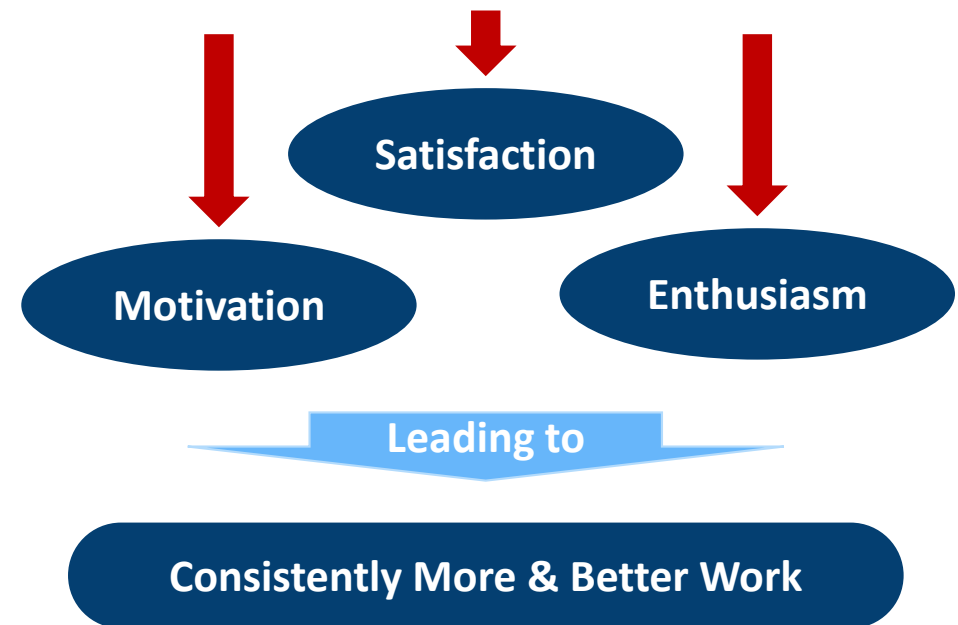 Satisfaction
Motivation
Enthusiasm
Leading to
Consistently More & Better Work